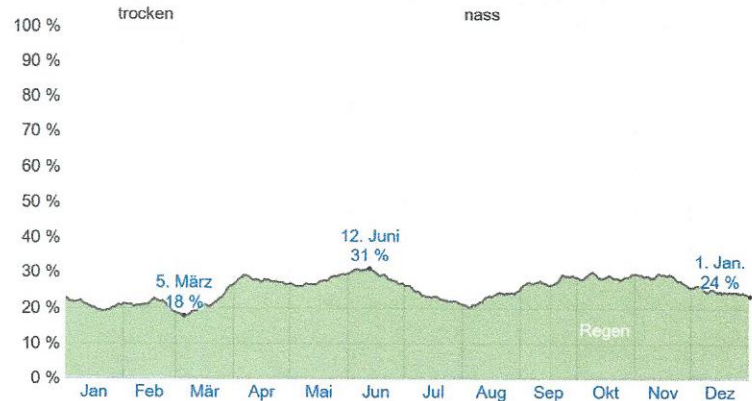 trocken nass
100 %
90 %
80 %
70 %
60 %
50 %
40 %
30 %
20 %
10 %
0 %
12. Juni
31 %
5. März
18 %
1. Jan.
24 %
Regen
Jan Feb Mär Apr Mai Jun Jul Aug Sep Okt Nov Dez